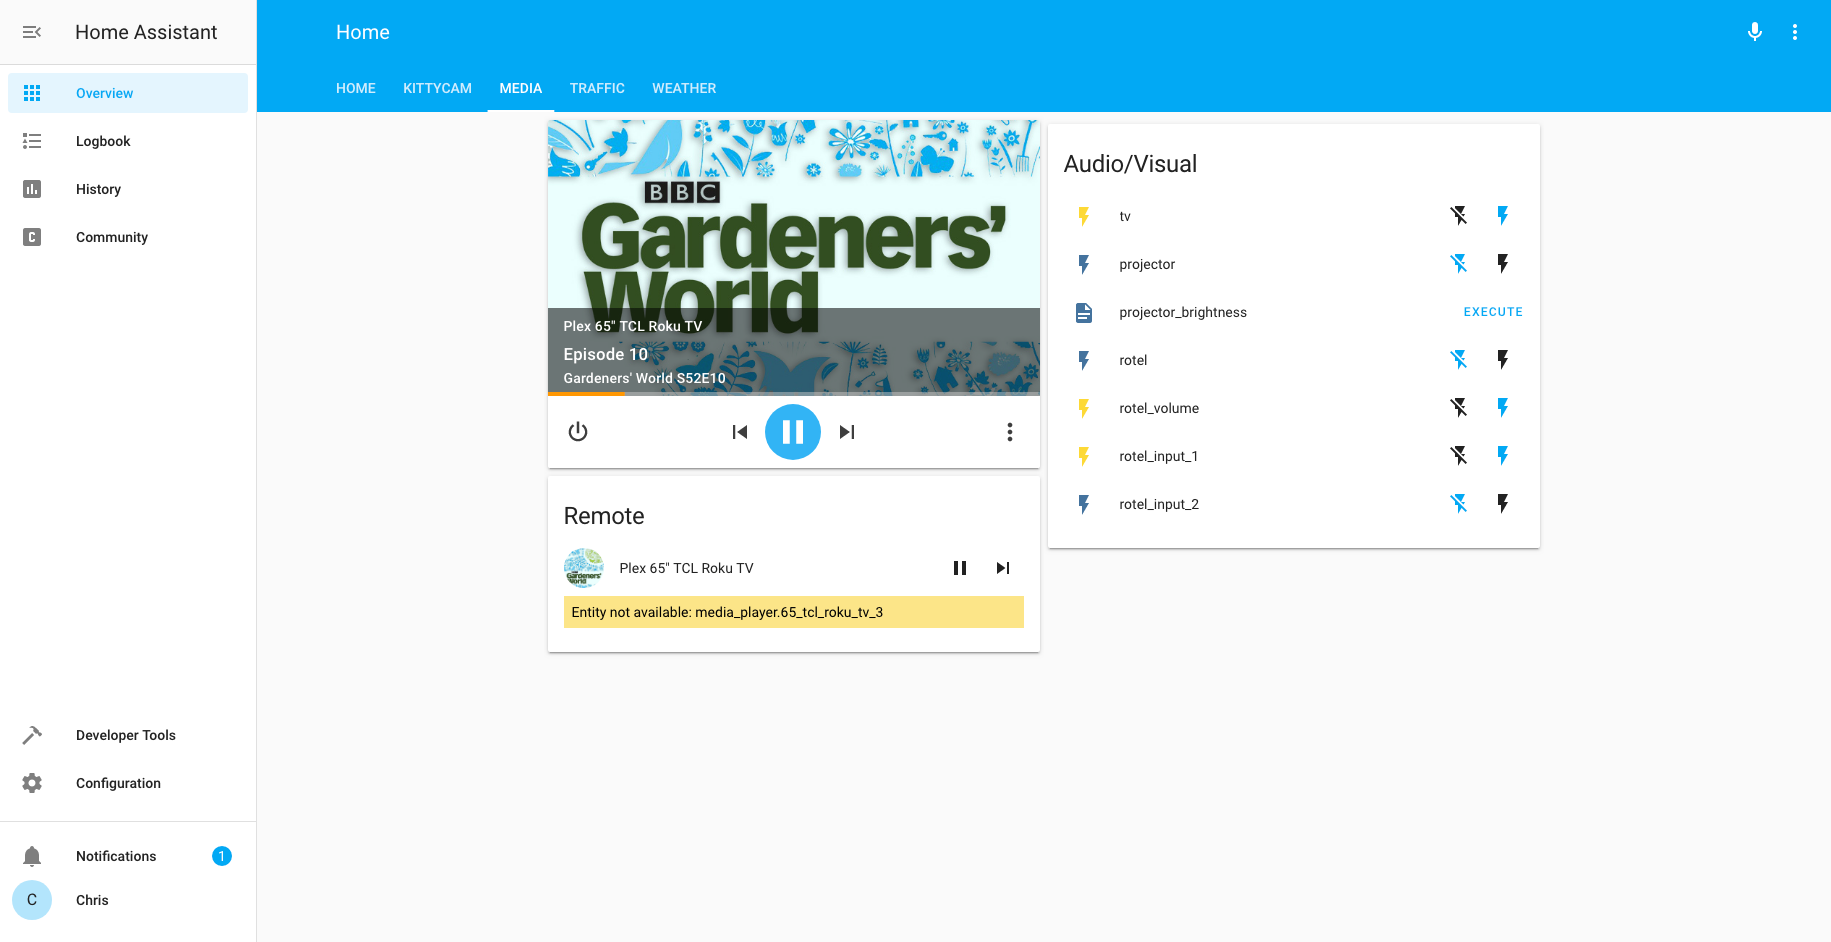 Home Assistant
Overview
Logbook
History
Community
Developer Tools
Configuration
Notifications 1
C Chris
Home
HOME KITTYCAM MEDIA TRAFFIC WEATHER
BBC
Gardeners'
World
Plex 65" TCL Roku TV
Episode 10
Gardeners' World S52E10
Remote
Gardeners'
World
Plex 65" TCL Roku TV
Entity not available: media_player.65_tcl_roku_tv_3
Audio/Visual
tv
projector
projector_brightness EXECUTE
rotel
rotel_volume
rotel_input_1
rotel_input_2